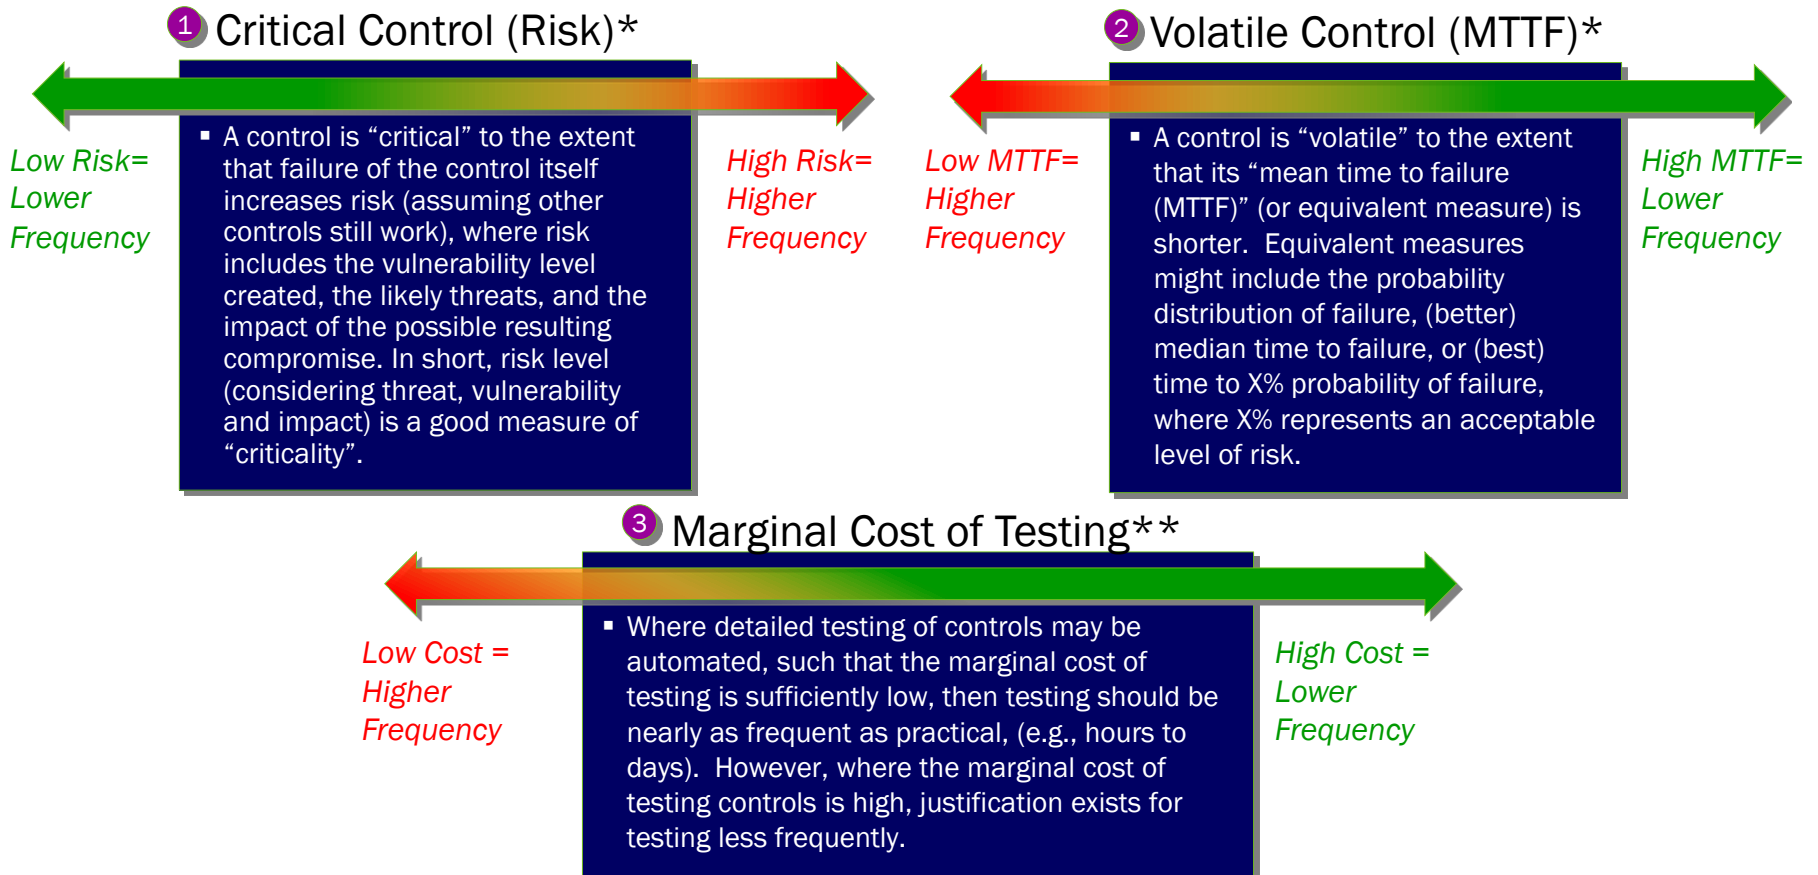 1 Critical Control (Risk)*
Low Risk=
Lower
Frequency
▪ A control is “critical” to the extent
that failure of the control itself
increases risk (assuming other
controls still work), where risk
includes the vulnerability level
created, the likely threats, and the
impact of the possible resulting
compromise. In short, risk level
(considering threat, vulnerability
and impact) is a good measure of
“criticality”.
High Risk=
Higher
Frequency
2 Volatile Control (MTTF)*
Low MTTF=
Higher
Frequency
▪ A control is “volatile” to the extent
that its “mean time to failure
(MTTF)” (or equivalent measure) is
shorter.  Equivalent measures
might include the probability
distribution of failure, (better)
median time to failure, or (best)
time to X% probability of failure,
where X% represents an acceptable
level of risk.
High MTTF=
Lower
Frequency
3 Marginal Cost of Testing**
Low Cost =
Higher
Frequency
▪ Where detailed testing of controls may be
automated, such that the marginal cost of
testing is sufficiently low, then testing should be
nearly as frequent as practical, (e.g., hours to
days).  However, where the marginal cost of
testing controls is high, justification exists for
testing less frequently.
High Cost =
Lower
Frequency